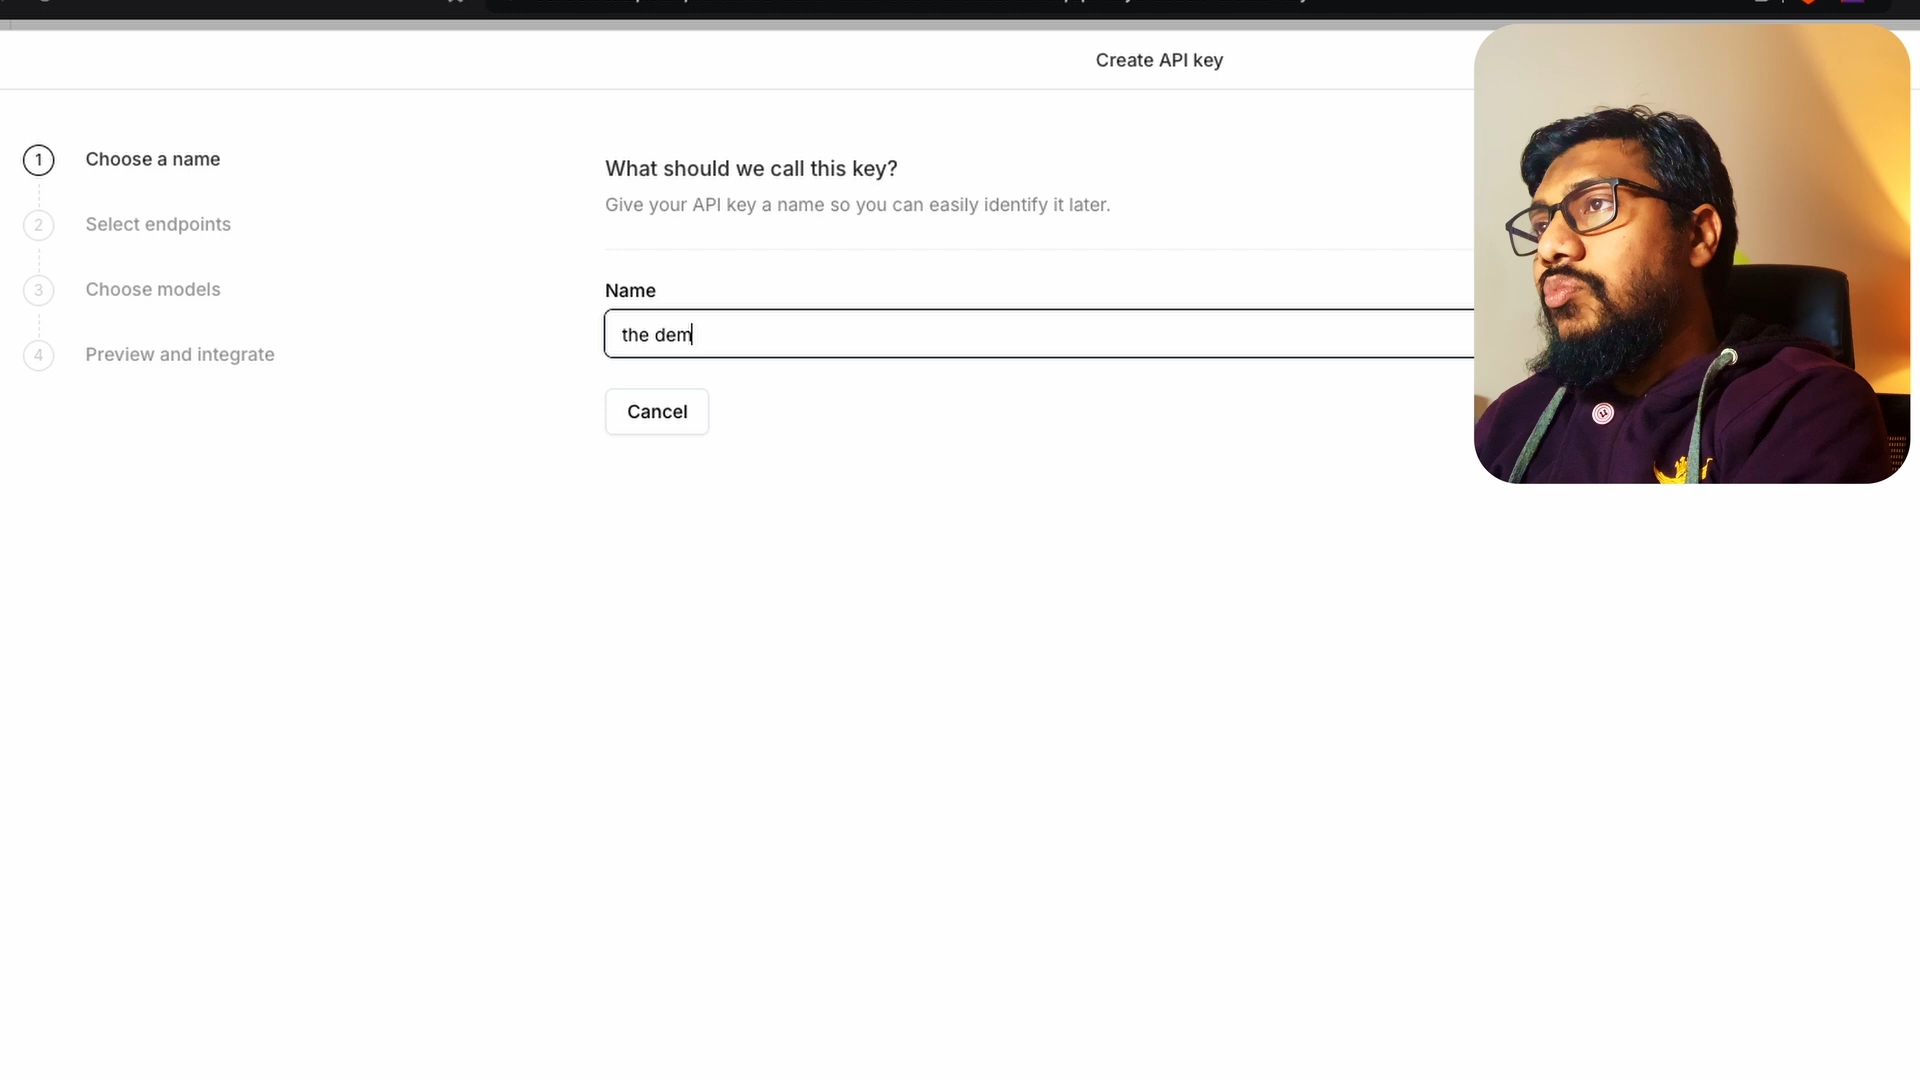 Create API key
1 Choose a name
2 Select endpoints
3 Choose models
4 Preview and integrate
What should we call this key?
Give your API key a name so you can easily identify it later.
Name
the dem
Cancel